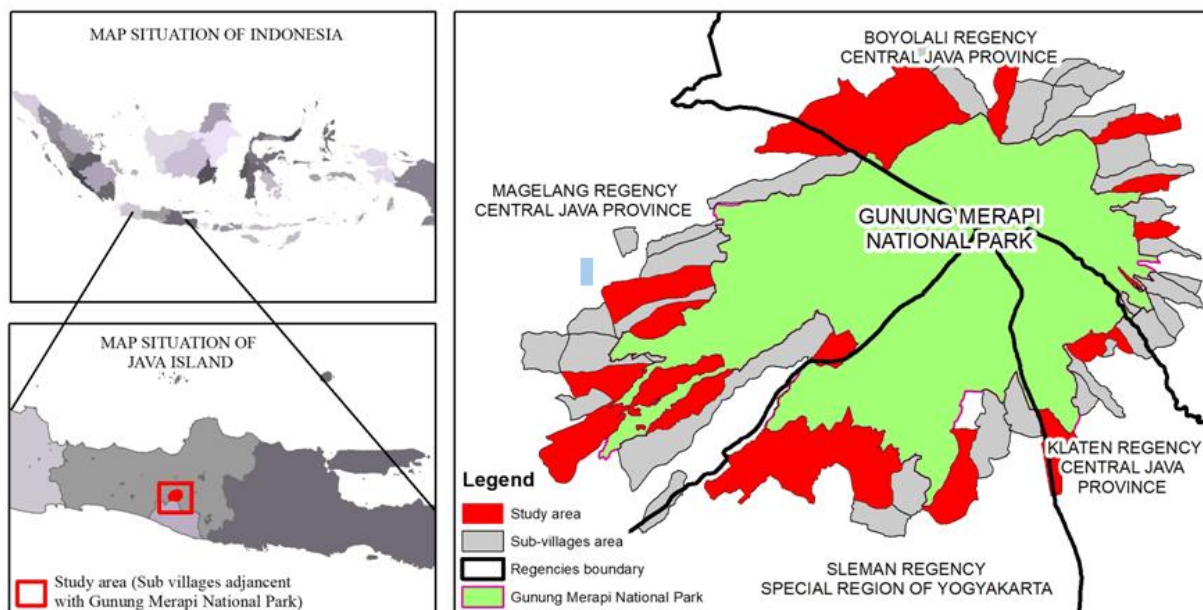 MAP SITUATION OF INDONESIA
MAP SITUATION OF
JAVA ISLAND
Study area (Sub villages adjancent
with Gunung Merapi National Park)
BOYOLALI REGENCY
CENTRAL JAVA PROVINCE
MAGELANG REGENCY
CENTRAL JAVA PROVINCE
GUNUNG MERAPI
NATIONAL PARK
KLATEN REGENCY
CENTRAL JAVA
PROVINCE
SLEMAN REGENCY
SPECIAL REGION OF YOGYAKARTA
Legend
Study area
Sub-villages area
Regencies boundary
Gunung Merapi National Park